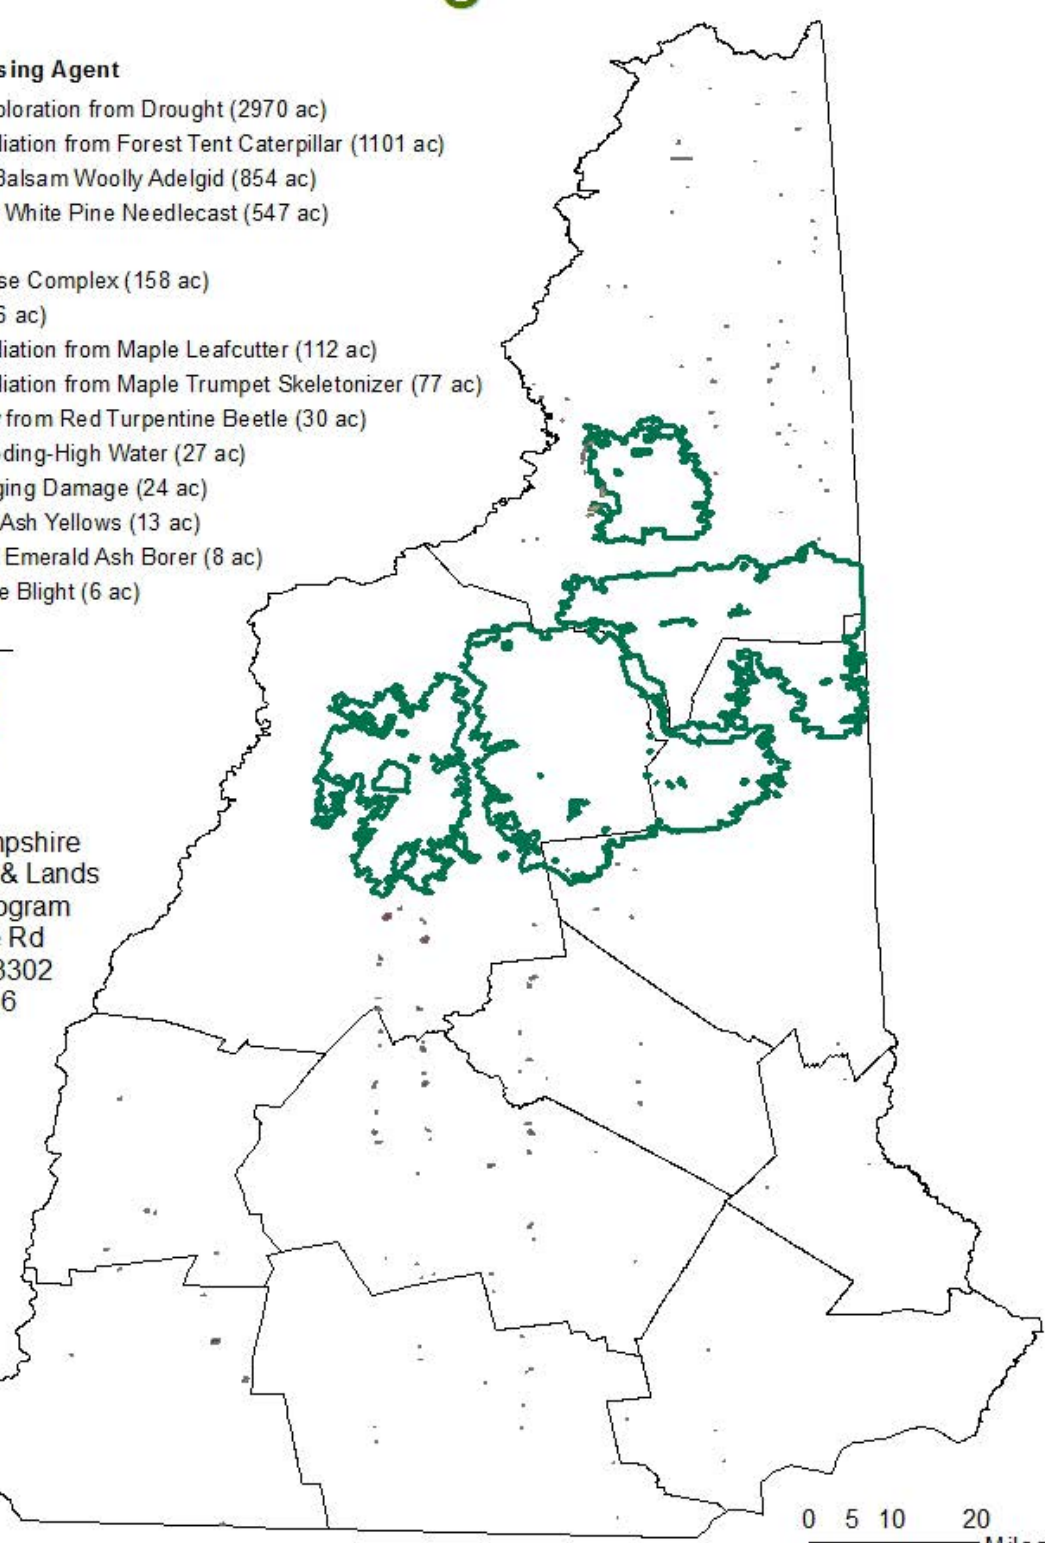 sing Agent
oloration from Drought (2970 ac)
liation from Forest Tent Caterpillar (1101 ac)
Balsam Woolly Adelgid (854 ac)
White Pine Needlecast (547 ac)
se Complex (158 ac)
6 ac)
liation from Maple Leafcutter (112 ac)
liation from Maple Trumpet Skeletonizer (77 ac)
from Red Turpentine Beetle (30 ac)
ding-High Water (27 ac)
ging Damage (24 ac)
Ash Yellows (13 ac)
Emerald Ash Borer (8 ac)
e Blight (6 ac)
mpshire
& Lands
ogram
Rd
3302
6
0 5 10 20